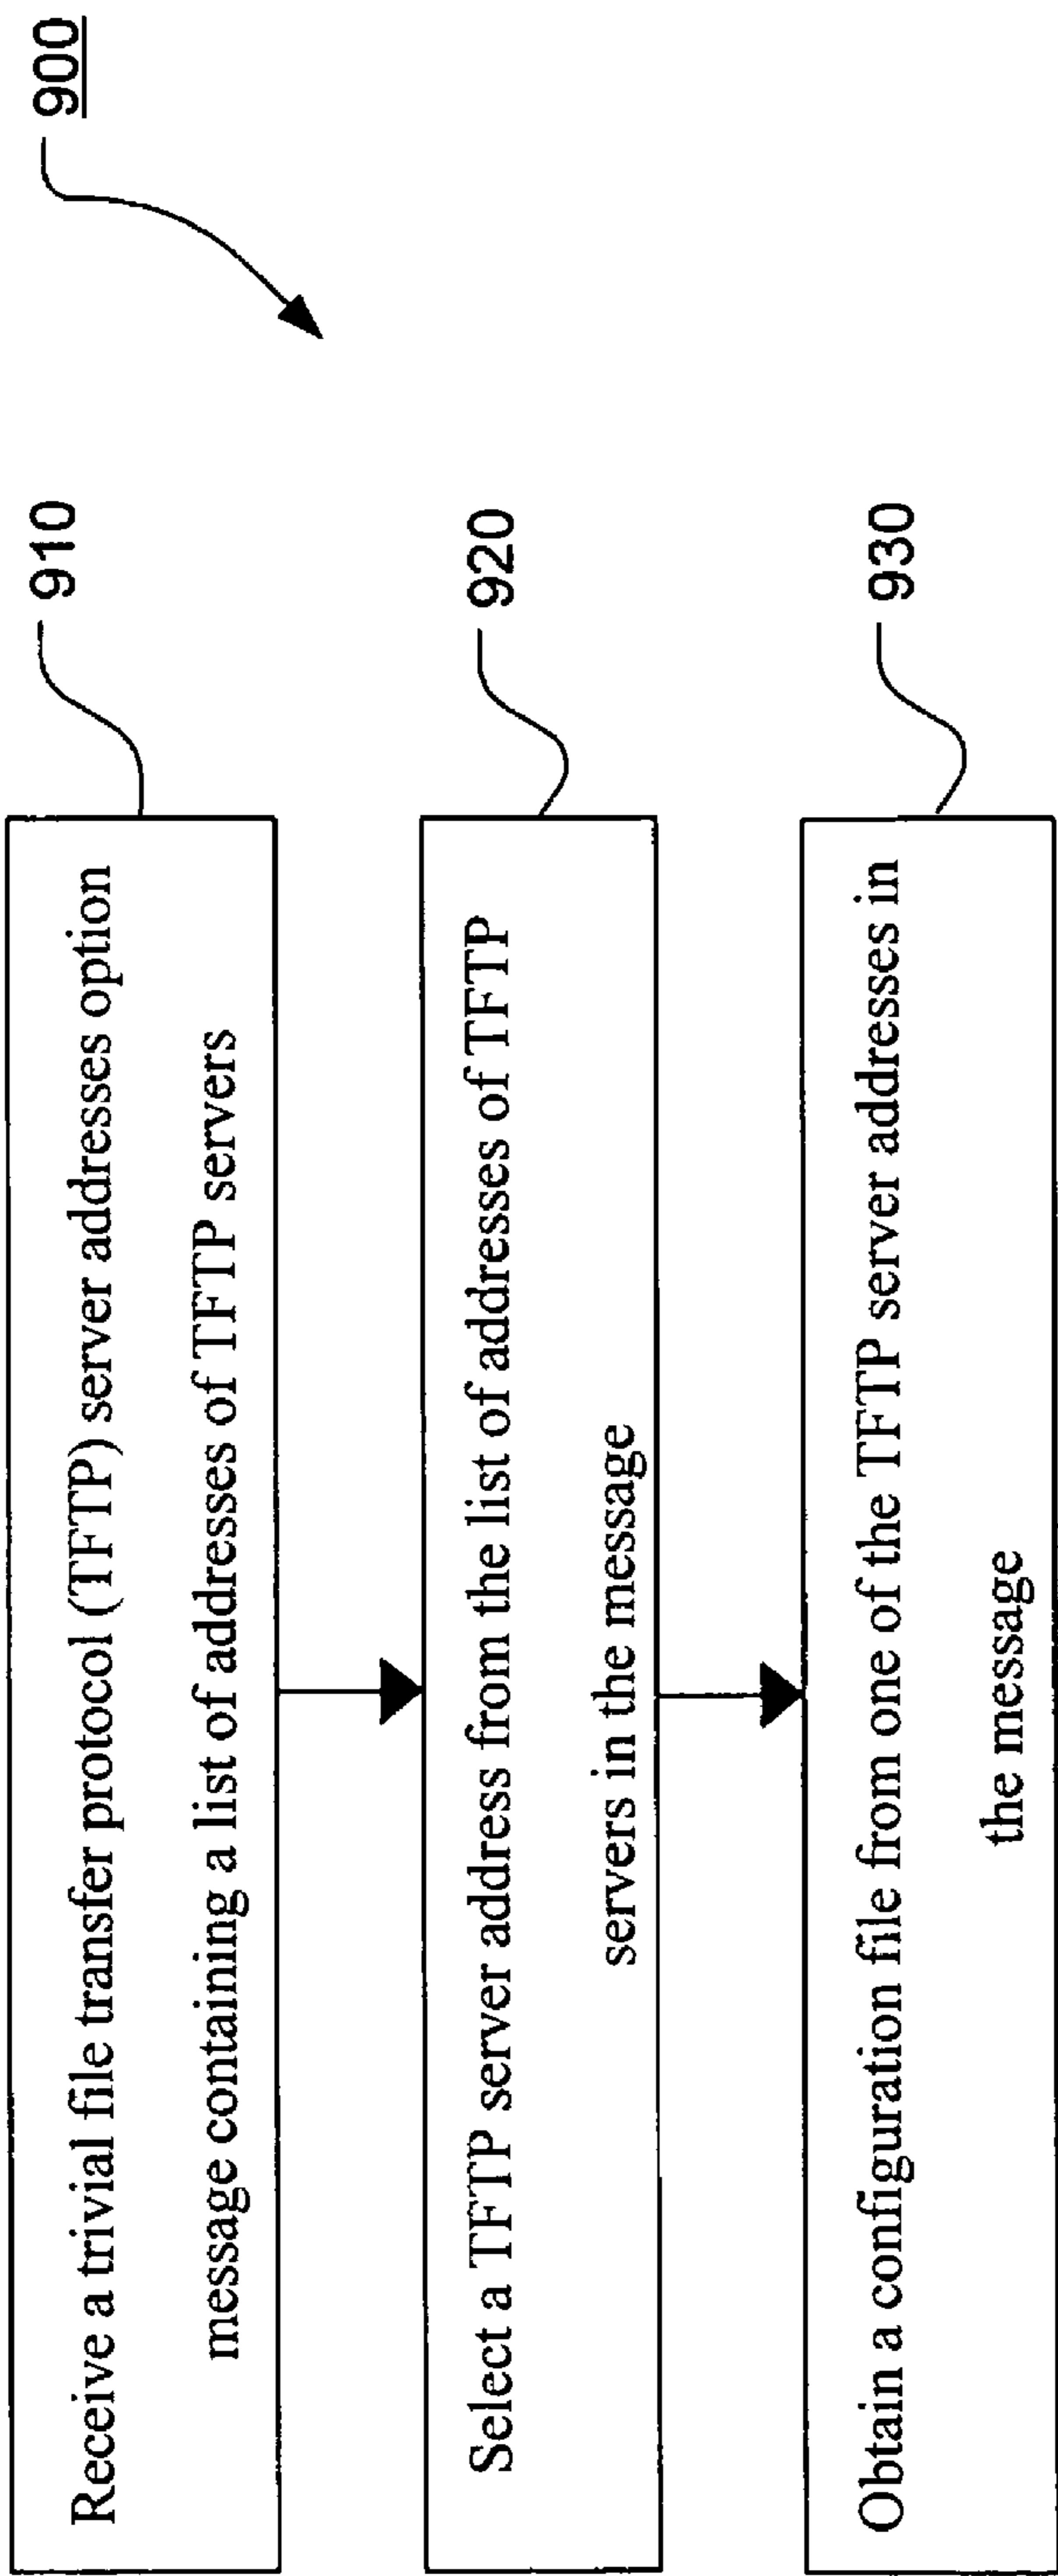 900
Receive a trivial file transfer protocol (TFTP) server addresses option
message containing a list of addresses of TFTP servers
910
Select a TFTP server address from the list of addresses of TFTP
servers in the message
920
Obtain a configuration file from one of the TFTP server addresses in
the message
930